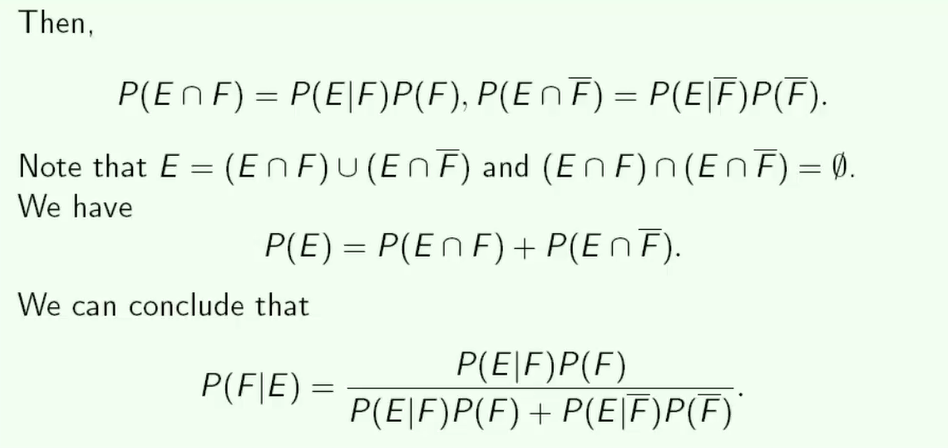 Then,
P(E ∩ F) = P(E|F)P(F), P(E ∩ F̅) = P(E|F̅)P(F̅).
Note that E = (E ∩ F) ∪ (E ∩ F̅) and (E ∩ F) ∩ (E ∩ F̅) = ∅.
We have
P(E) = P(E ∩ F) + P(E ∩ F̅).
We can conclude that
P(F|E) = P(E|F)P(F) / P(E|F)P(F) + P(E|F̅)P(F̅) .